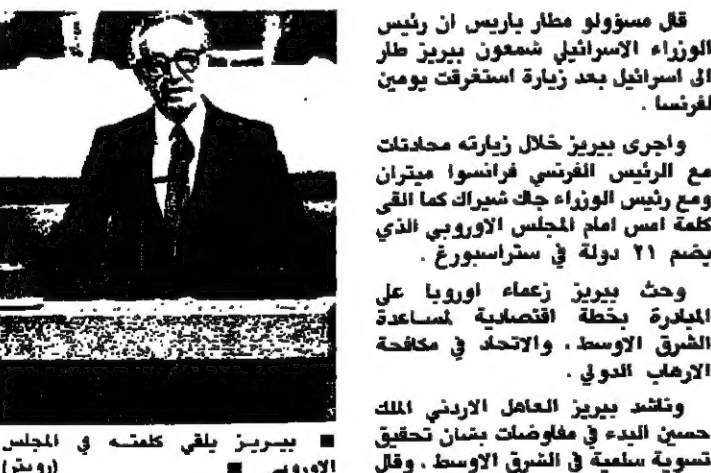 قال مسؤولو مطار باريس ان رئيس
الوزراء الاسرائيلي شمعون بيريز طار
الى اسرائيل بعد زيارة استغرقت يومين
لفرنسا .
واجرى بيريز خلال زيارته محادثات
مع الرئيس الفرنسي فرانسوا ميتران
ومع رئيس الوزراء جاك شيراك كما القى
كلمة امس امام المجلس الاوروبي الذي
يضم ٢١ دولة في ستراسبورغ .
وحث بيريز زعماء اوروبا على
المبادرة بخطة اقتصادية لمساعدة
الشرق الاوسط ، والاتحاد في مكافحة
الارهاب الدولي .
وناشد بيريز العاهل الاردني الملك
حسين البدء في مفاوضات بشان تحقيق
تسوية سلمية في الشرق الاوسط . وقال
■ بيـريـز يلقي كلمتـه في المجلس
الاوروبي ■ (رويتر)